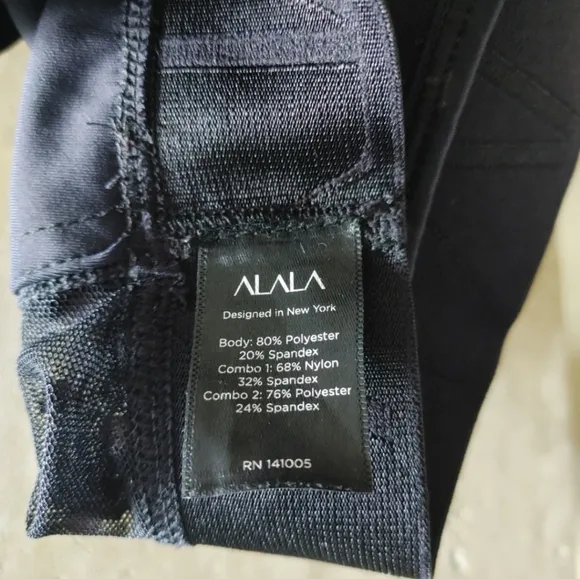 ALALA
Designed in New York
Body: 80% Polyester
20% Spandex
Combo 1: 68% Nylon
32% Spandex
Combo 2: 76% Polyester
24% Spandex
RN 141005